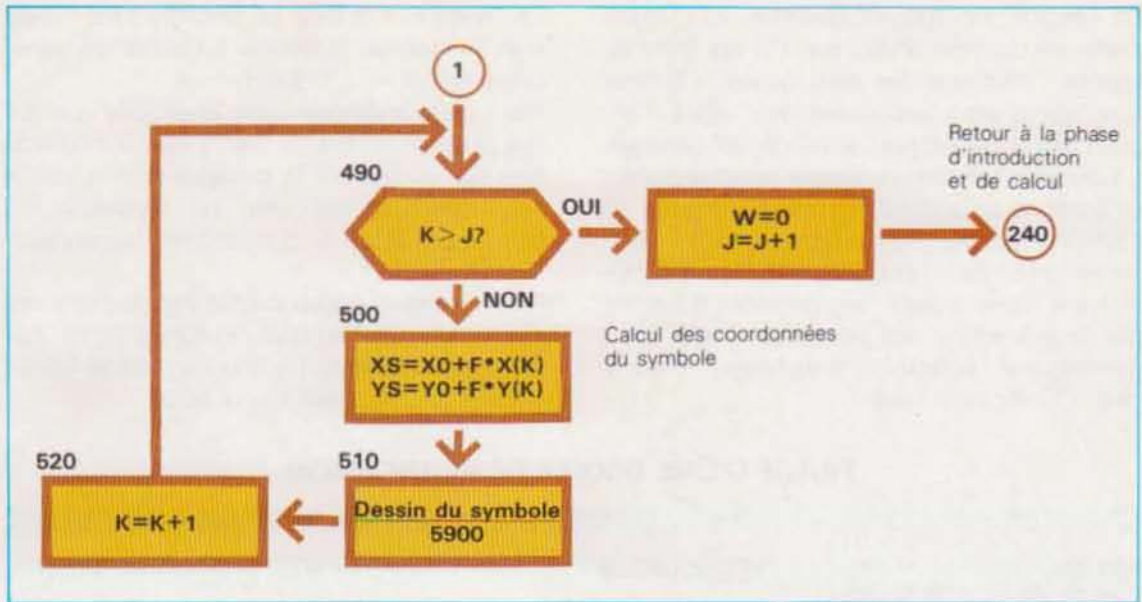 1
Retour à la phase
d'introduction
et de calcul
490
K>J?
OUI
W=0
J=J+1
240
NON
500
XS=X0+F*X(K)
YS=Y0+F*Y(K)
Calcul des coordonnées
du symbole
520
K=K+1
510
Dessin du symbole
5900